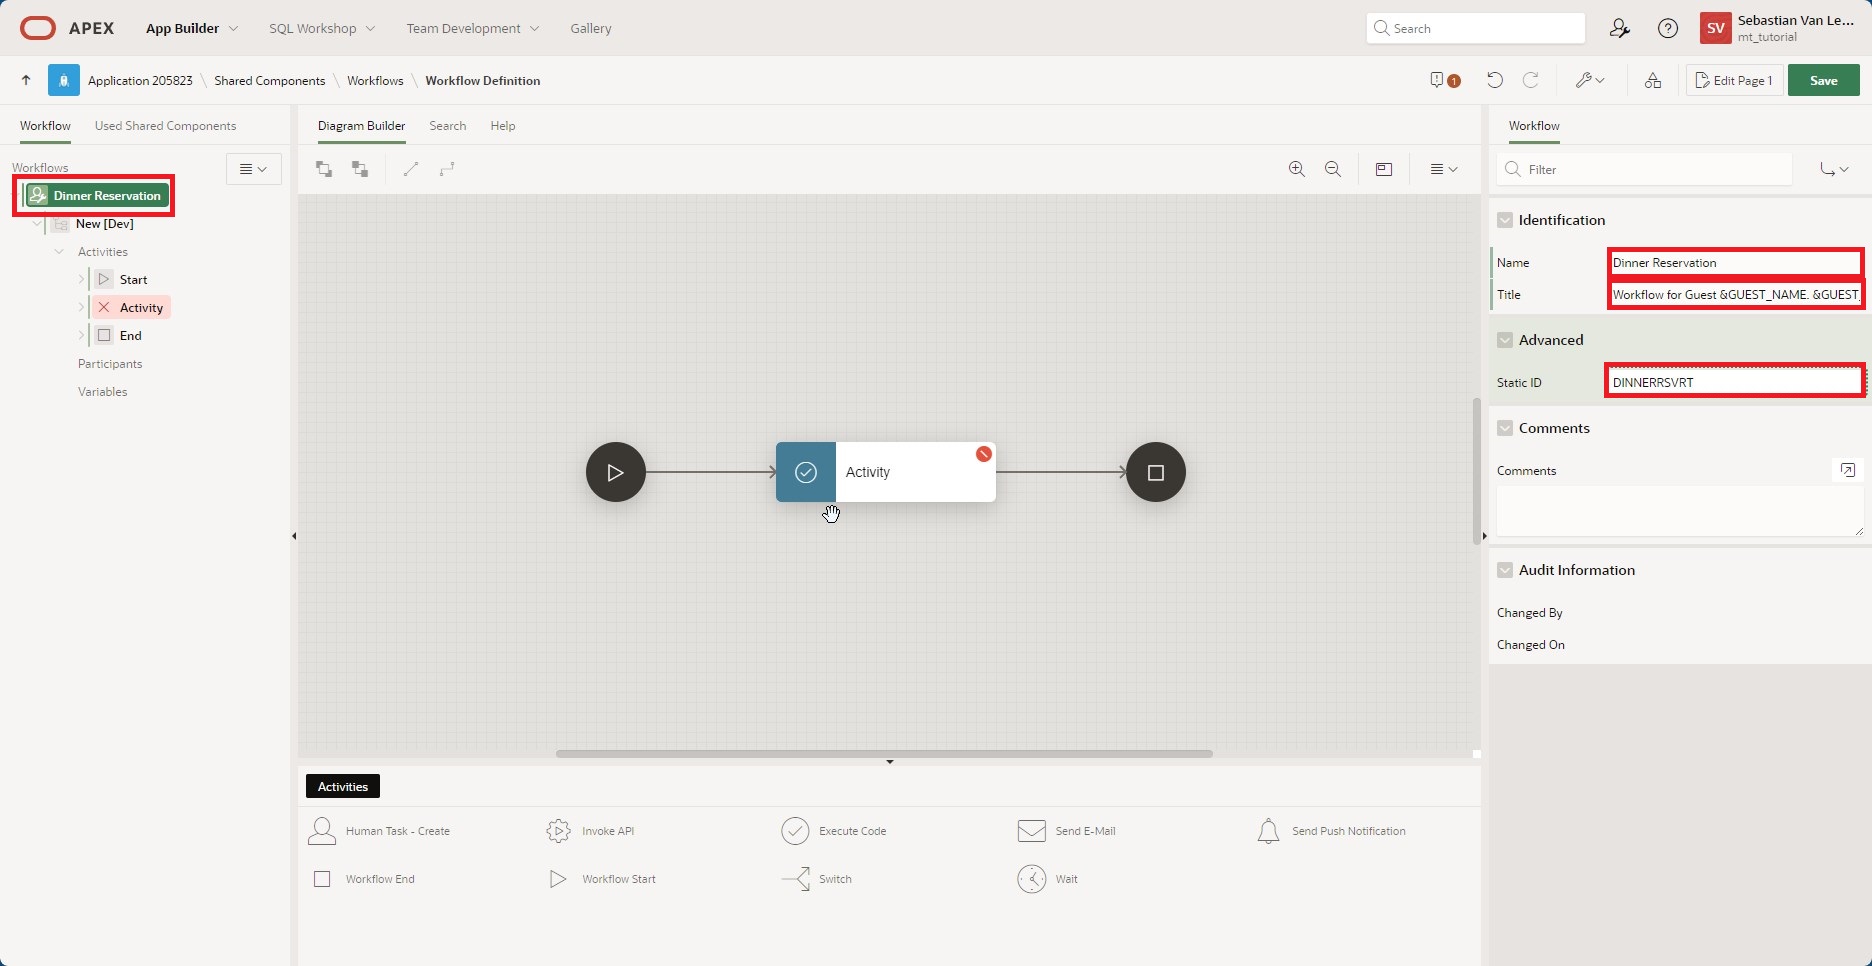 APEX
App Builder
SQL Workshop
Team Development
Gallery
Search
SV
Sebastian Van Le...
mt_tutorial
Application 205823 \ Shared Components \ Workflows \ Workflow Definition
1
Edit Page 1
Save
Workflow
Used Shared Components
Workflows
Dinner Reservation
New [Dev]
Activities
Start
Activity
End
Participants
Variables
Diagram Builder
Search
Help
Activity
Activities
Human Task - Create
Invoke API
Execute Code
Send E-Mail
Send Push Notification
Workflow End
Workflow Start
Switch
Wait
Workflow
Filter
Identification
Name
Dinner Reservation
Title
Workflow for Guest &GUEST_NAME. &GUEST_
Advanced
Static ID
DINNERRSVRT
Comments
Comments
Audit Information
Changed By
Changed On